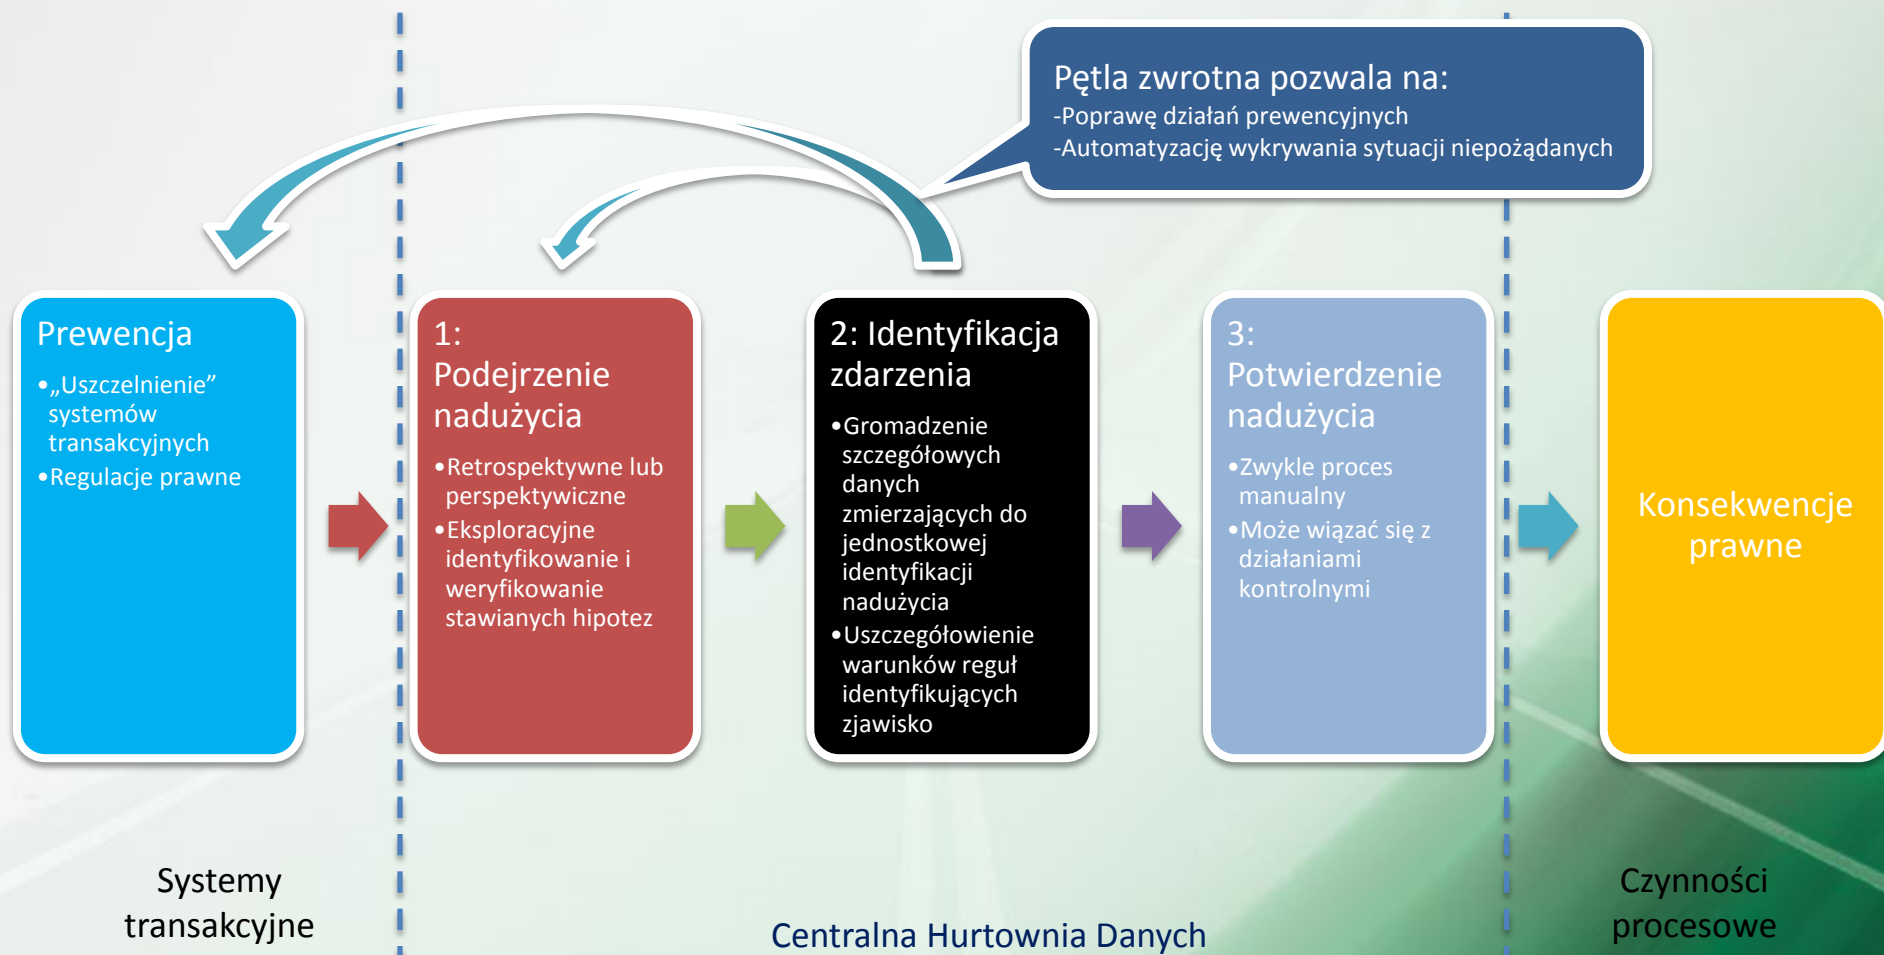 Pętla zwrotna pozwala na:
-Poprawę działań prewencyjnych
-Automatyzację wykrywania sytuacji niepożądanych
Prewencja
•„Uszczelnienie”
systemów
transakcyjnych
•Regulacje prawne
1:
Podejrzenie
nadużycia
•Retrospektywne lub
perspektywiczne
•Eksploracyjne
identyfikowanie i
weryfikowanie
stawianych hipotez
2: Identyfikacja
zdarzenia
•Gromadzenie
szczegółowych
danych
zmierzających do
jednostkowej
identyfikacji
nadużycia
•Uszczegółowienie
warunków reguł
identyfikujących
zjawisko
3:
Potwierdzenie
nadużycia
•Zwykle proces
manualny
•Może wiązać się z
działaniami
kontrolnymi
Konsekwencje
prawne
Systemy
transakcyjne
Centralna Hurtownia Danych
Czynności
procesowe